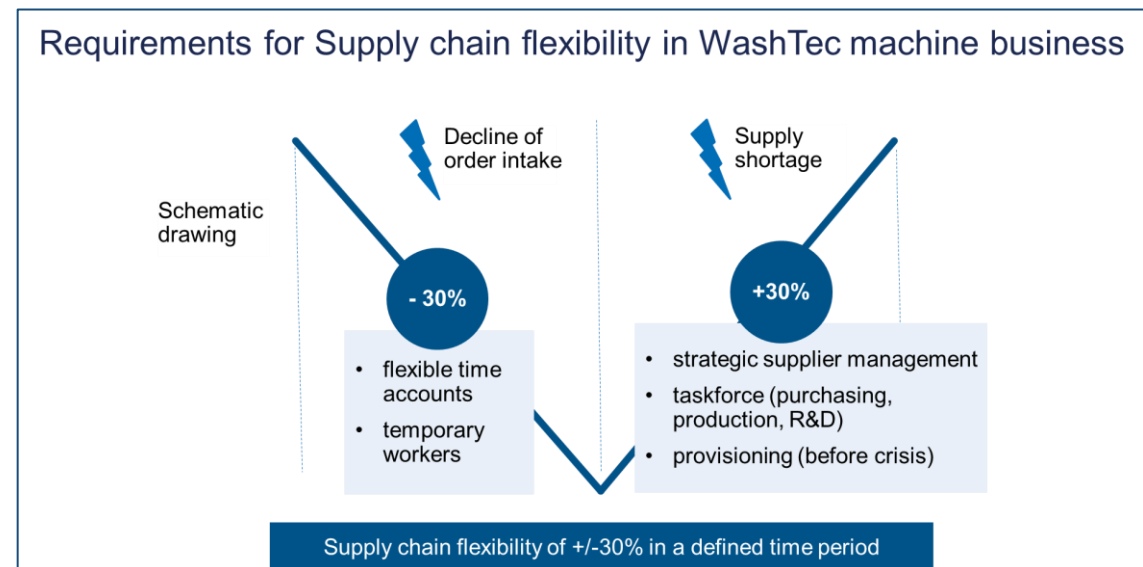 Requirements for Supply chain flexibility in WashTec machine business
Decline of
order intake
Supply
shortage
Schematic
drawing
- 30%
+30%
• flexible time
accounts
• temporary
workers
• strategic supplier management
• taskforce (purchasing,
production, R&D)
• provisioning (before crisis)
Supply chain flexibility of +/-30% in a defined time period